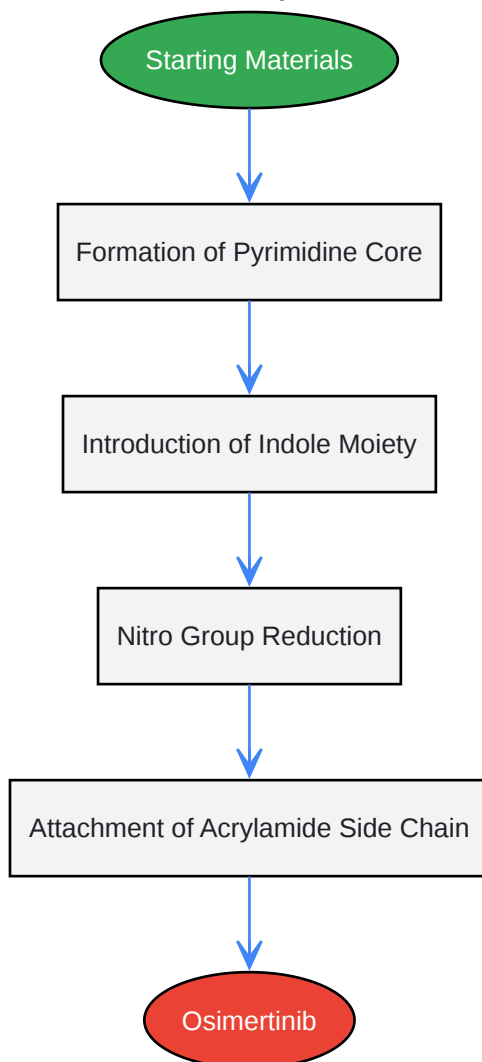 Starting Materials
Formation of Pyrimidine Core
Introduction of Indole Moiety
Nitro Group Reduction
Attachment of Acrylamide Side Chain
Osimertinib